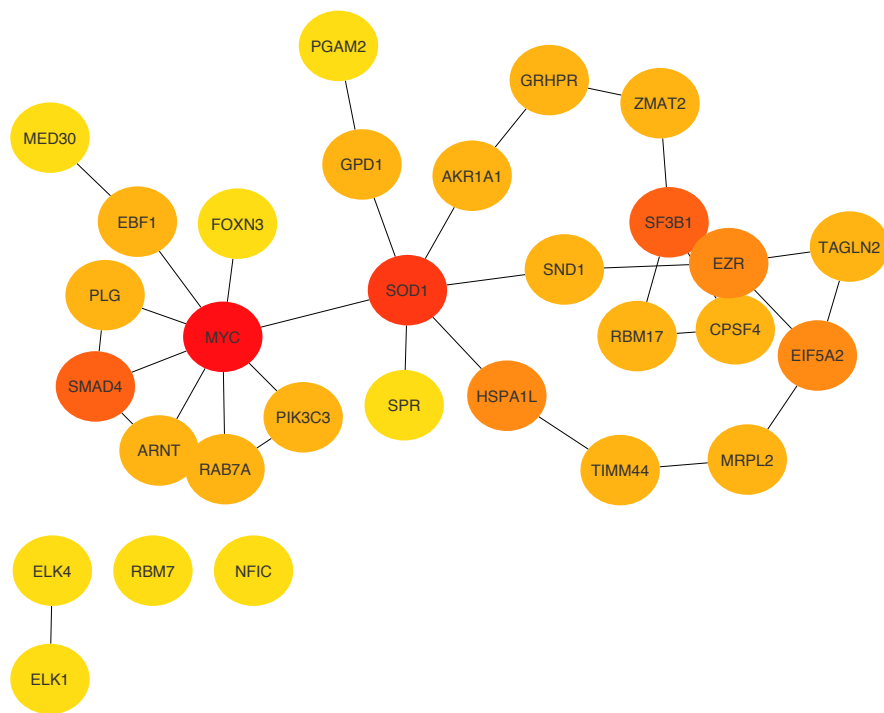 PGAM2
GRHPR
ZMAT2
MED30
GPD1
AKR1A1
EBF1
FOXN3
SF3B1
TAGLN2
SND1
EZR
PLG
SOD1
MYC
RBM17
CPSF4
EIF5A2
SMAD4
SPR
HSPA1L
PIK3C3
ARNT
RAB7A
TIMM44
MRPL2
ELK4
RBM7
NFIC
ELK1